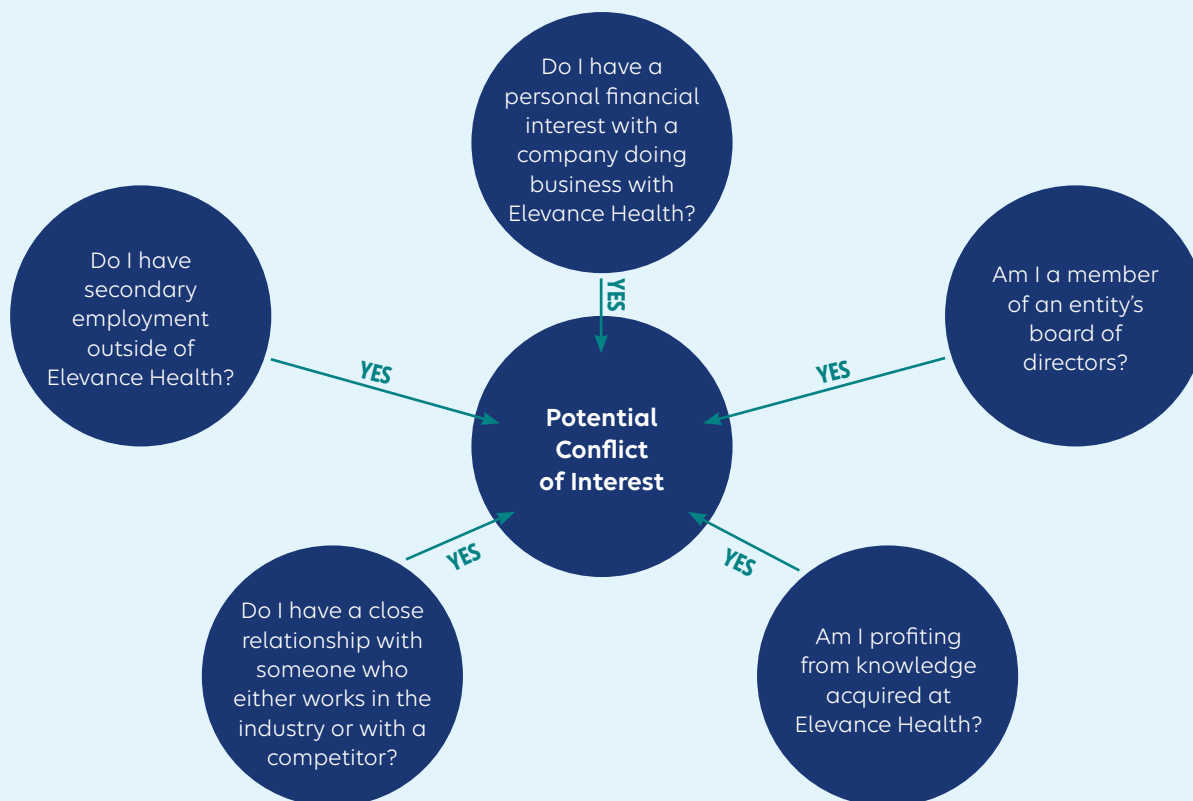 Do I have a
personal financial
interest with a
company doing
business with
Elevance Health?
YES
Do I have
secondary
employment
outside of
Elevance Health?
YES
Am I a member
of an entity’s
board of
directors?
YES
Potential
Conflict
of Interest
Do I have a close
relationship with
someone who
either works in the
industry or with a
competitor?
YES
Am I profiting
from knowledge
acquired at
Elevance Health?
YES